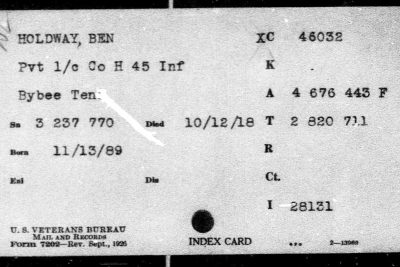 HOLDWAY, BEN XC 46032
Pvt 1/c Co H 45 Inf K
Bybee Ten. A 4 676 443 F
Sn 3 237 770 Died 10/12/18 T 2 820 711
Born 11/13/89 R
Enl Dis Ct.
I 28131
U. S. VETERANS BUREAU
MAIL AND RECORDS
Form 7202—Rev. Sept., 1926 INDEX CARD 2—13960